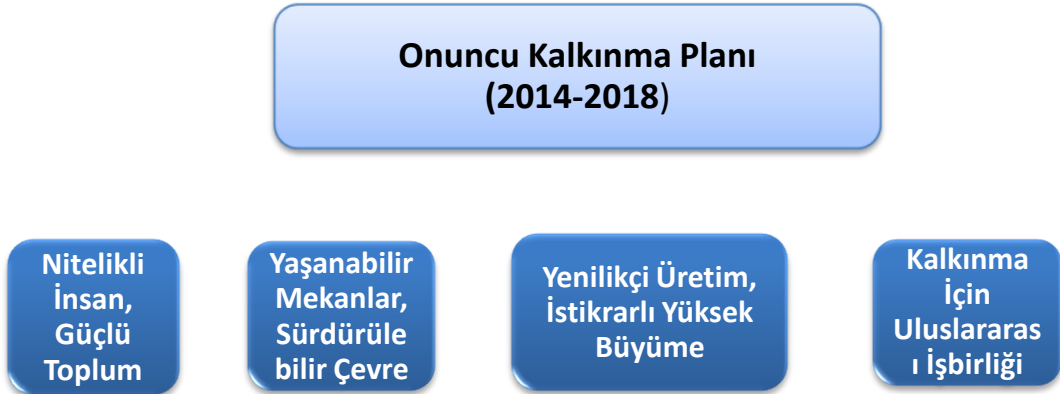 Onuncu Kalkınma Planı
(2014-2018)
Nitelikli
İnsan,
Güçlü
Toplum
Yaşanabilir
Mekanlar,
Sürdürüle
bilir Çevre
Yenilikçi Üretim,
İstikrarlı Yüksek
Büyüme
Kalkınma
İçin
Uluslararas
ı İşbirliği